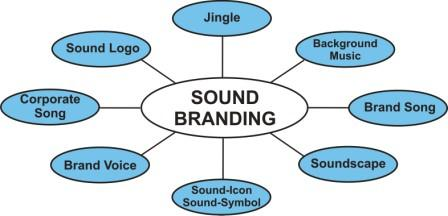 Jingle
Sound Logo
Background
Music
Corporate
Song
SOUND
BRANDING
Brand Song
Brand Voice
Soundscape
Sound-Icon
Sound-Symbol